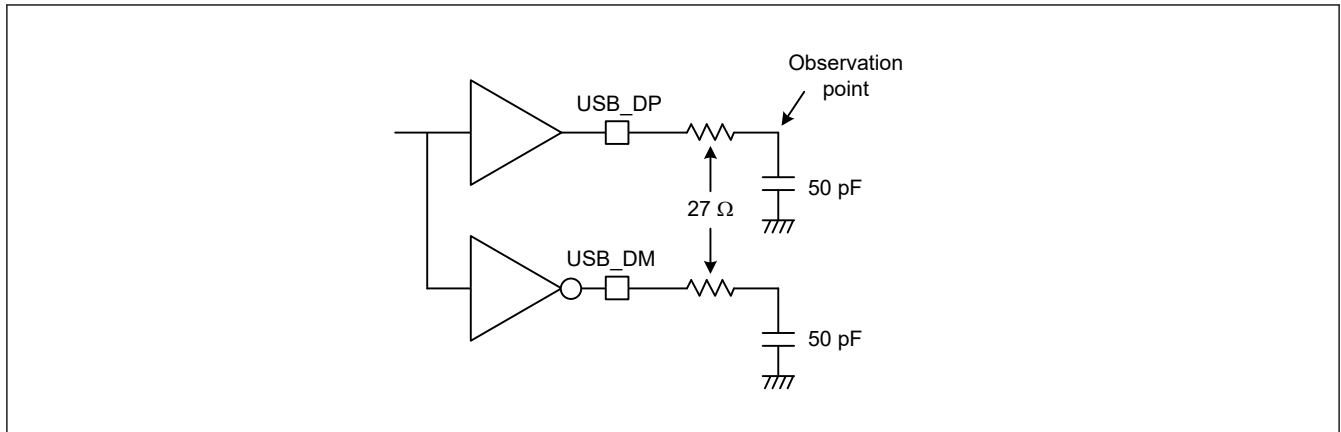 Observation
point
USB_DP
50 pF
27 Ω
USB_DM
50 pF